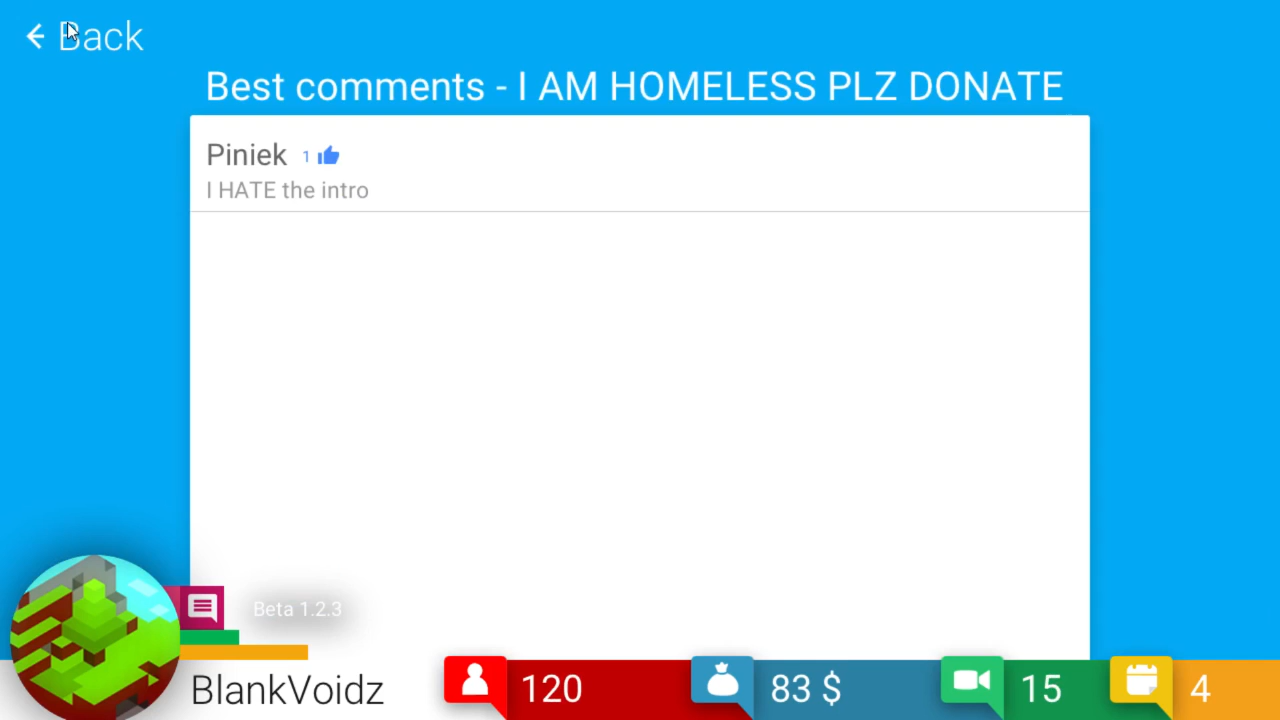 Back
Best comments - I AM HOMELESS PLZ DONATE
Piniek 1
I HATE the intro
Beta 1.2.3
BlankVoidz 120 83 $ 15 4